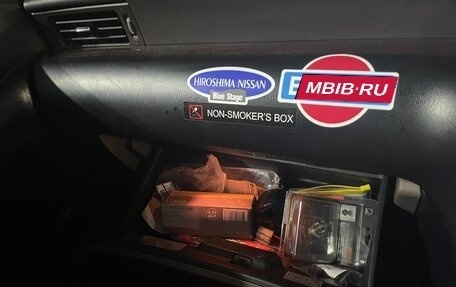 HIROSHIMA NISSAN
Blue Stage
MBIB·RU
NON-SMOKER'S BOX